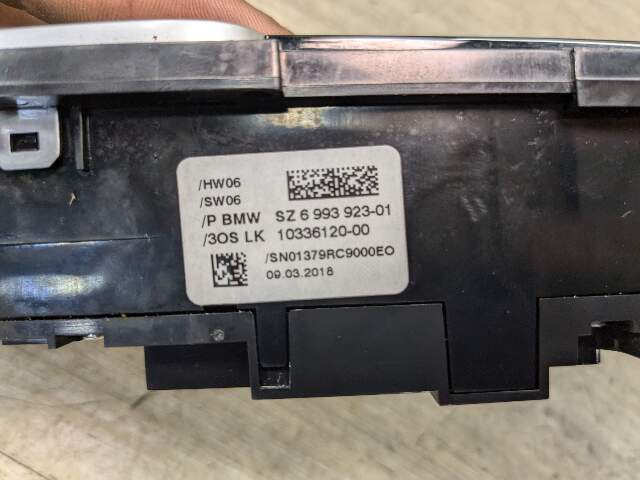 /HW06
/SW06
/P BMW SZ 6 993 923-01
/3OS LK 10336120-00
/SN01379RC9000EO
09.03.2018